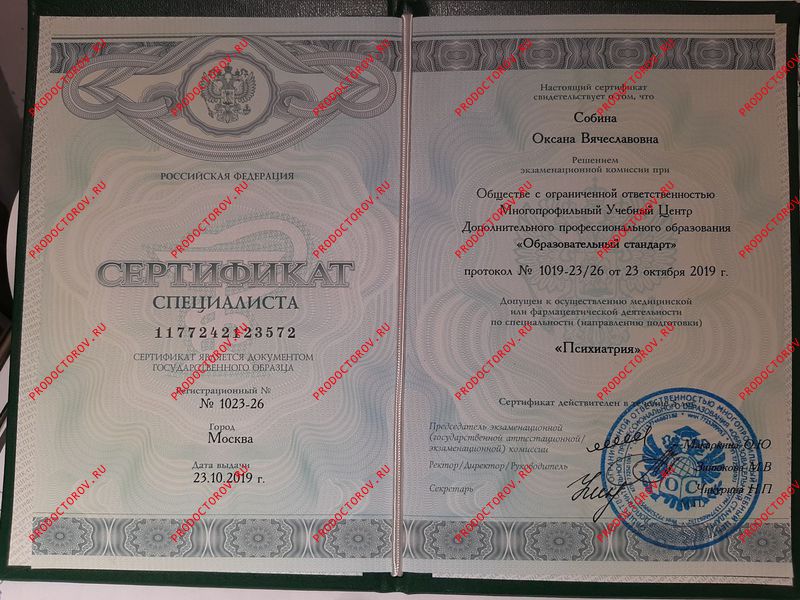 РОССИЙСКАЯ ФЕДЕРАЦИЯ
СЕРТИФИКАТ
СПЕЦИАЛИСТА
1177242123572
СЕРТИФИКАТ ЯВЛЯЕТСЯ ДОКУМЕНТОМ
ГОСУДАРСТВЕННОГО ОБРАЗЦА
Регистрационный №
№ 1023-26
Город
Москва
Дата выдачи
23.10.2019 г.
Настоящий сертификат
свидетельствует о том, что
Собина
Оксана Вячеславовна
Решением
экзаменационной комиссии при
Обществе с ограниченной ответственностью
Многопрофильный Учебный Центр
Дополнительного профессионального образования
«Образовательный стандарт»
протокол № 1019-23/26 от 23 октября 2019 г.
Допущен к осуществлению медицинской
или фармацевтической деятельности
по специальности (направлению подготовки)
«Психиатрия»
Сертификат действителен в течение 5 лет
Председатель экзаменационной
(государственной аттестационной/
экзаменационной) комиссии
Ректор/Директор/Руководитель
Секретарь
PRODOCTOROV.RU